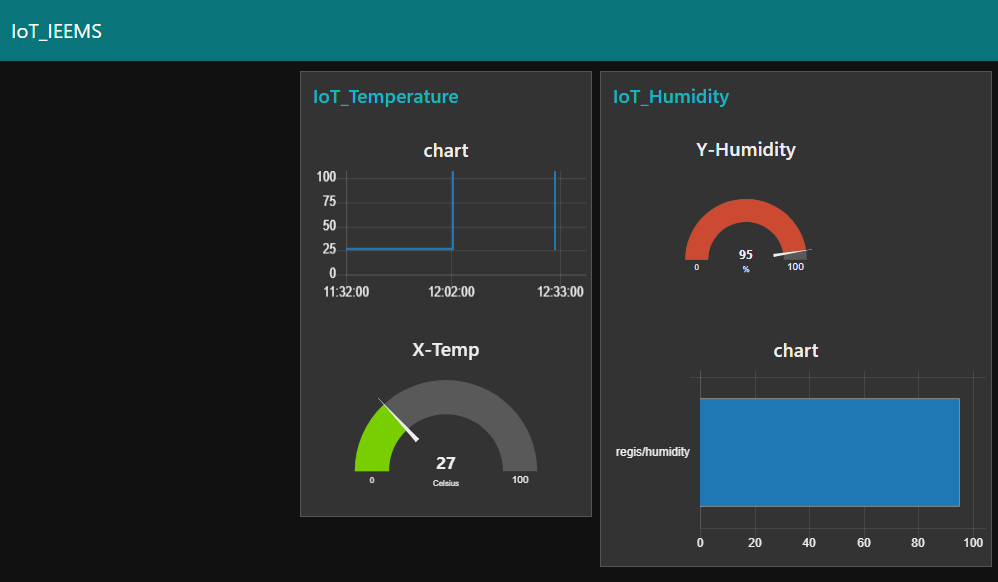 IoT_IEEMS
IoT_Temperature
chart
100
75
50
25
0
11:32:00 12:02:00 12:33:00
X-Temp
27
Celsius
0 100
IoT_Humidity
Y-Humidity
95
%
0 100
chart
regis/humidity
0 20 40 60 80 100